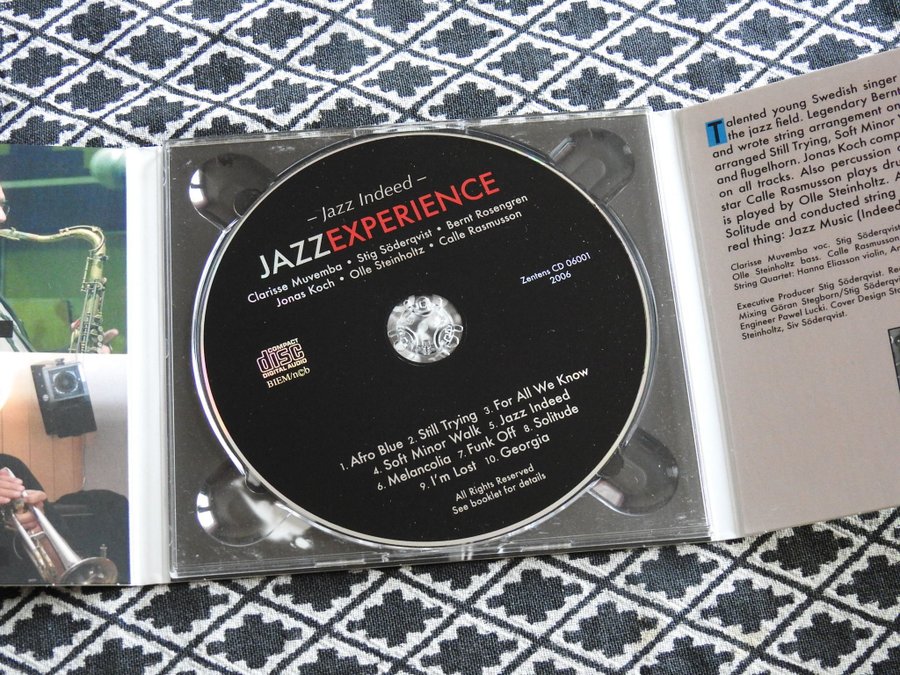 – Jazz Indeed –
JAZZEXPERIENCE
Clarisse Muvemba • Stig Söderqvist • Bernt Rosengren
Jonas Koch • Olle Steinholtz • Calle Rasmusson
Zentens CD 06001
2006
COMPACT
disc
DIGITAL AUDIO
BIEM/n©b
1. Afro Blue 2. Still Trying 3. For All We Know
4. Soft Minor Walk 5. Jazz Indeed
6. Melancolia 7. Funk Off 8. Solitude
9. I'm Lost 10. Georgia
All Rights Reserved
See booklet for details
Talented young Swedish singer
the jazz field. Legendary Bernt
and wrote string arrangement on
arranged Still Trying, Soft Minor
and flugelhorn. Jonas Koch comp
on all tracks. Also percussion
star Calle Rasmusson plays dru
is played by Olle Steinholtz. A
Solitude and conducted string
real thing: Jazz Music (Indeed
Clarisse Muvemba voc. Stig Söderqvist
Olle Steinholtz bass. Calle Rasmusson
String Quartet: Hanna Eliasson violin, An
Executive Producer Stig Söderqvist. Re
Mixing Göran Stegborn/Stig Söderq
Engineer Pawel Lucki. Cover Design Sta
Steinholtz, Siv Söderqvist.